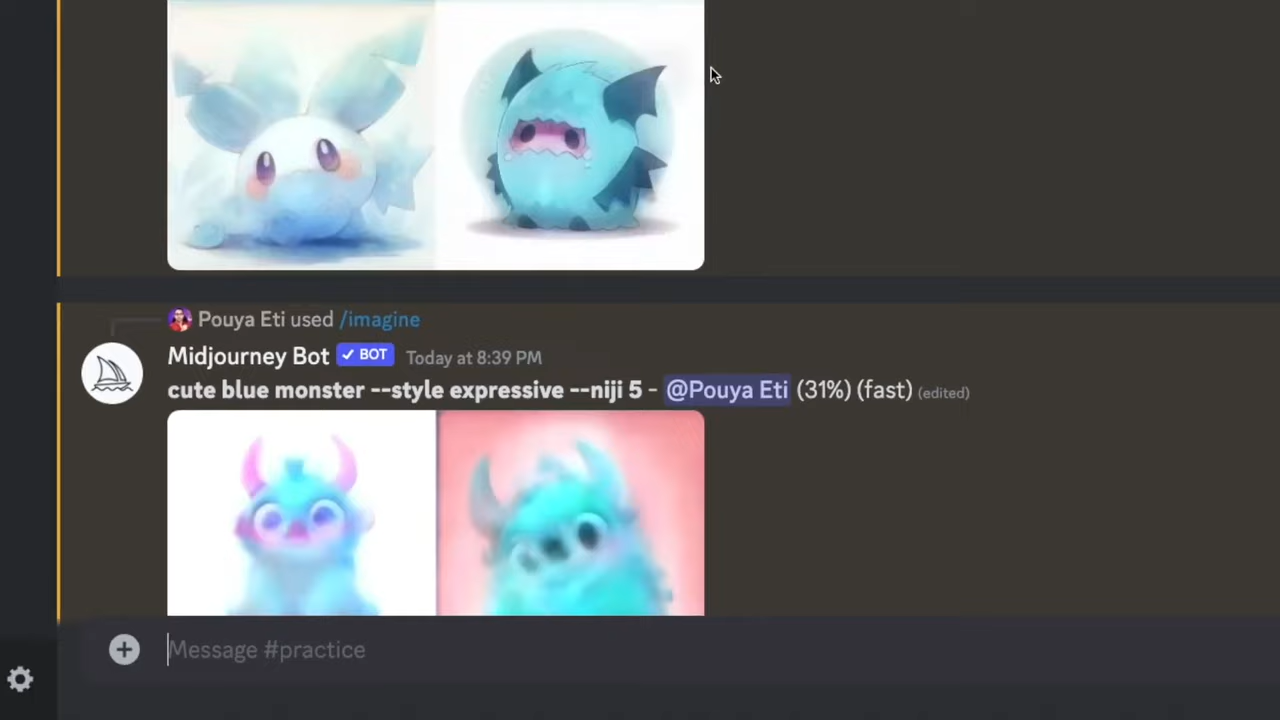 Pouya Eti used /imagine
Midjourney Bot ✓ BOT Today at 8:39 PM
cute blue monster --style expressive --niji 5 - @Pouya Eti (31%) (fast) (edited)
Message #practice